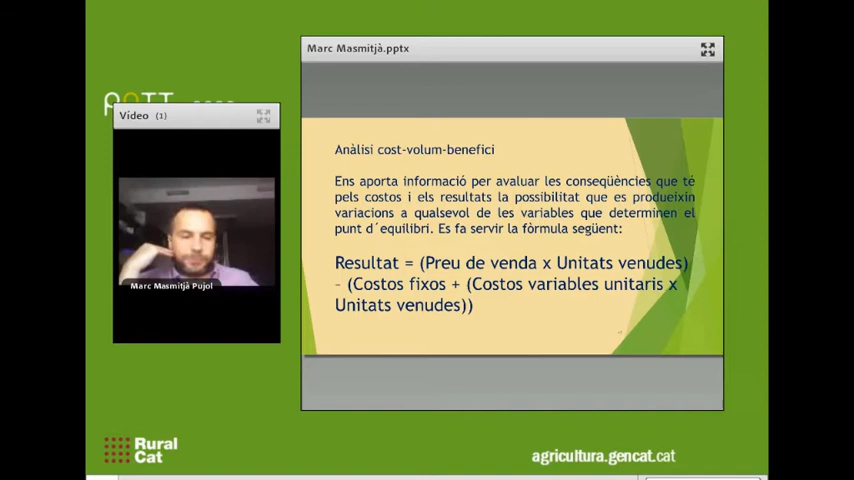 Marc Masmitjà.pptx
Vídeo (1)
Marc Masmitjà Pujol
Anàlisi cost-volum-benefici
Ens aporta informació per avaluar les conseqüències que té
pels costos i els resultats la possibilitat que es produeixin
variacions a qualsevol de les variables que determinen el
punt d´equilibri. Es fa servir la fòrmula següent:
Resultat = (Preu de venda x Unitats venudes)
– (Costos fixos + (Costos variables unitaris x
Unitats venudes))
Rural
Cat
agricultura.gencat.cat